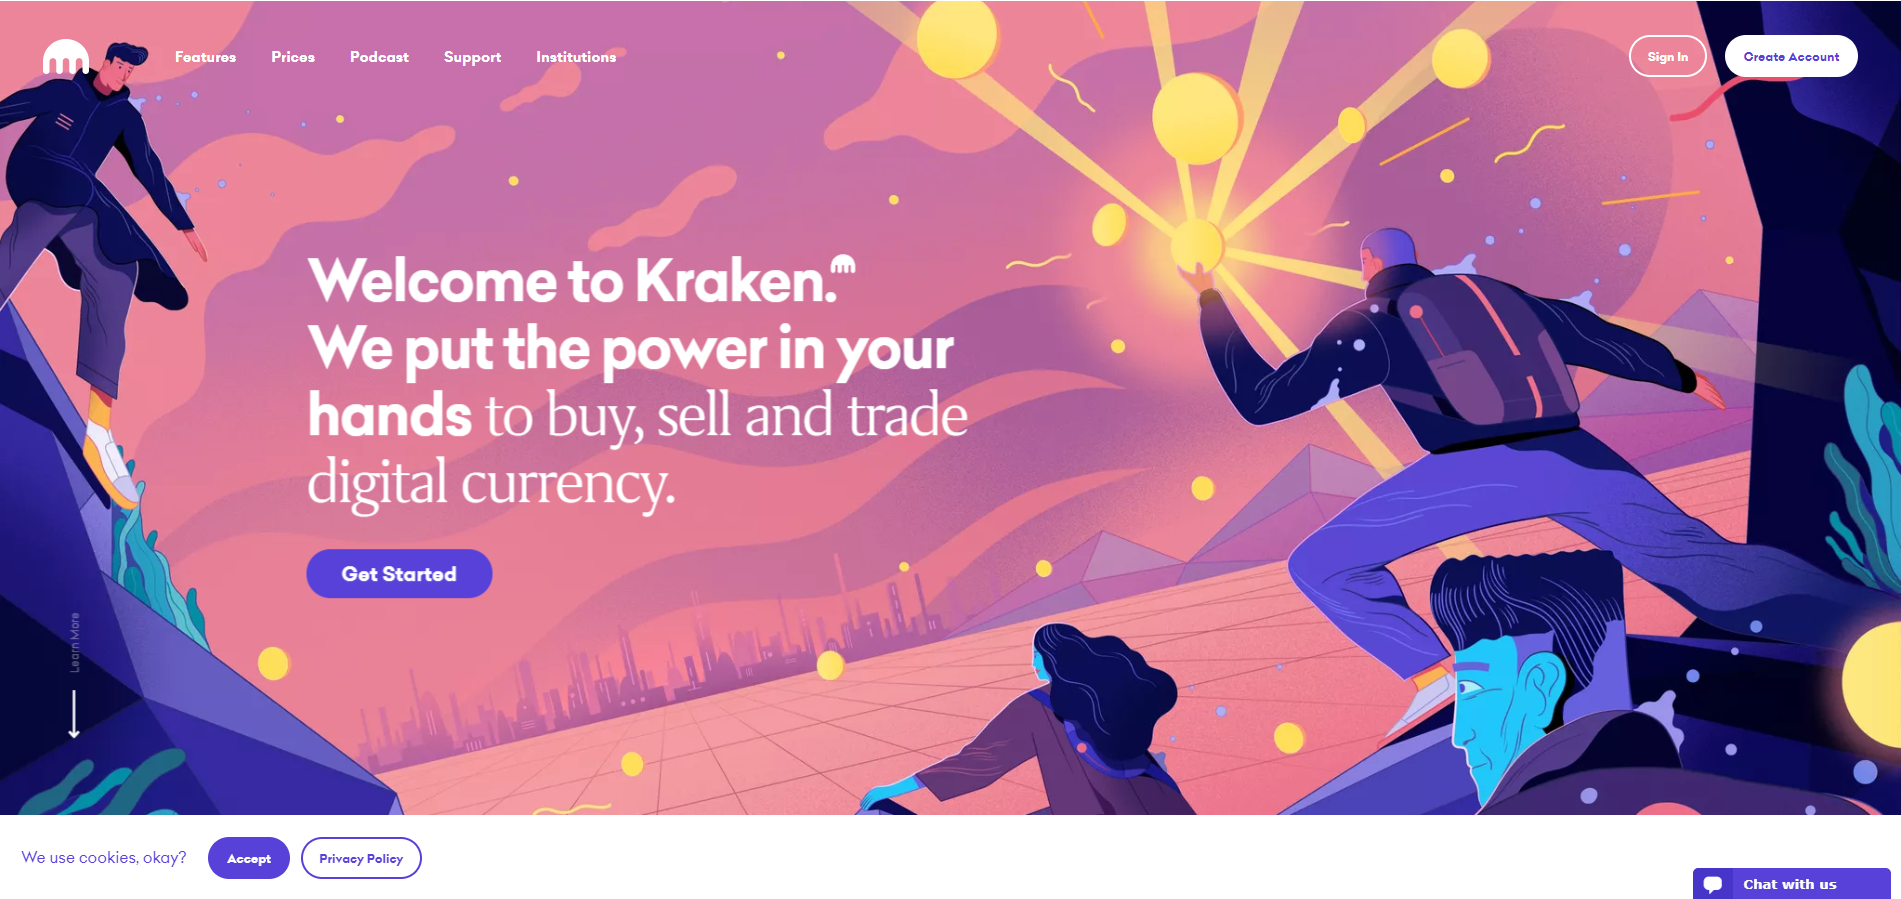 Features Prices Podcast Support Institutions Sign In Create Account
Welcome to Kraken.
We put the power in your
hands to buy, sell and trade
digital currency.
Get Started
Learn More
We use cookies, okay? Accept Privacy Policy
Chat with us